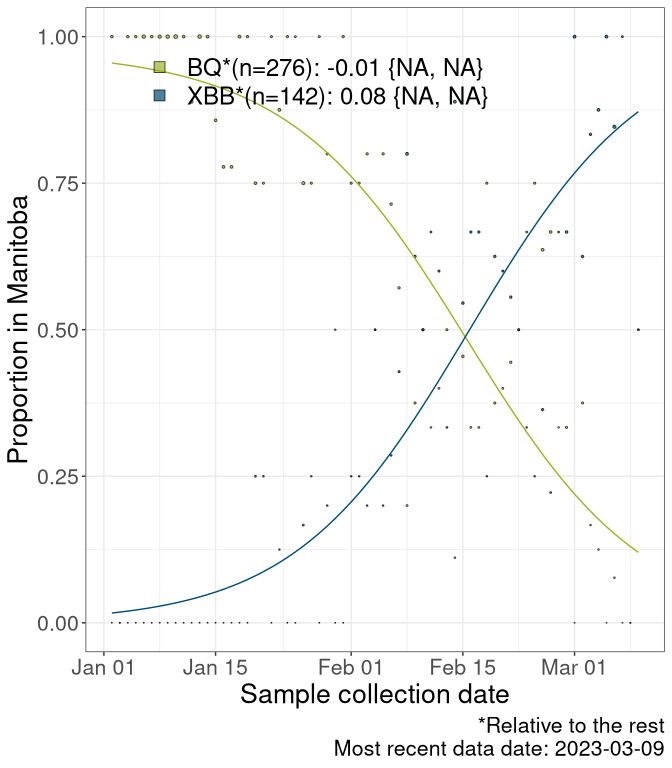 1.00
0.75
0.50
0.25
0.00
Proportion in Manitoba
BQ*(n=276): -0.01 {NA, NA}
XBB*(n=142): 0.08 {NA, NA}
Jan 01 Jan 15 Feb 01 Feb 15 Mar 01
Sample collection date
*Relative to the rest
Most recent data date: 2023-03-09